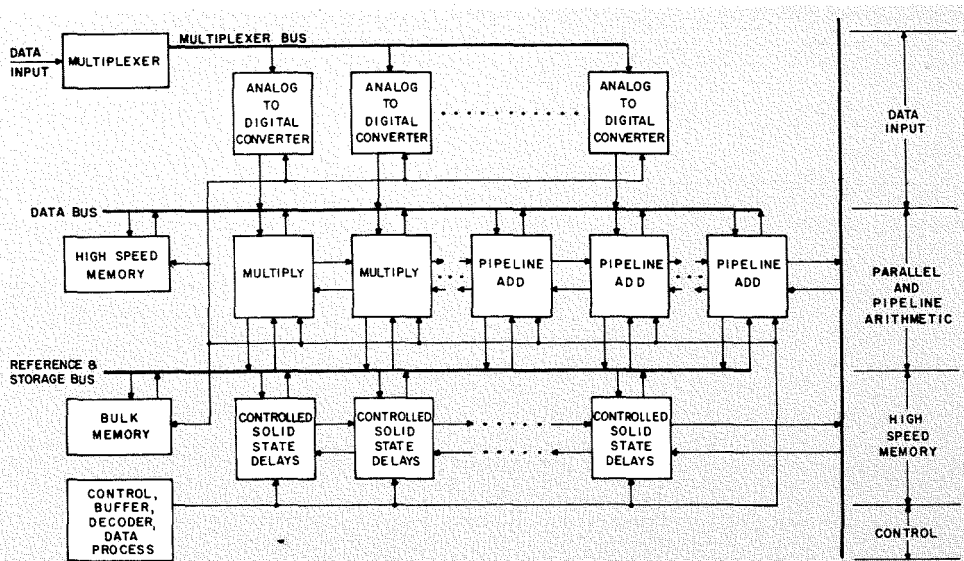 MULTIPLEXER BUS
DATA
INPUT
MULTIPLEXER
ANALOG
TO
DIGITAL
CONVERTER
ANALOG
TO
DIGITAL
CONVERTER
ANALOG
TO
DIGITAL
CONVERTER
DATA
INPUT
DATA BUS
HIGH SPEED
MEMORY
MULTIPLY
MULTIPLY
PIPELINE
ADD
PIPELINE
ADD
PIPELINE
ADD
PARALLEL
AND
PIPELINE
ARITHMETIC
REFERENCE &
STORAGE BUS
BULK
MEMORY
CONTROLLED
SOLID
STATE
DELAYS
CONTROLLED
SOLID
STATE
DELAYS
CONTROLLED
SOLID
STATE
DELAYS
HIGH
SPEED
MEMORY
CONTROL,
BUFFER,
DECODER,
DATA
PROCESS
CONTROL